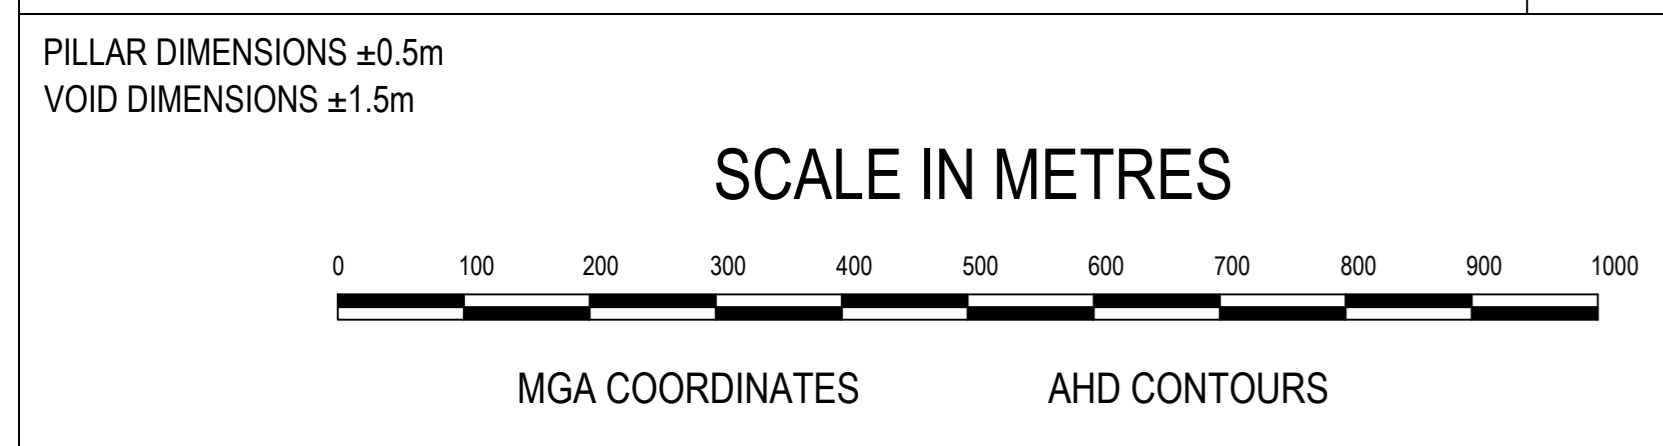 PILLAR DIMENSIONS ±0.5m
VOID DIMENSIONS ±1.5m
SCALE IN METRES
0 100 200 300 400 500 600 700 800 900 1000
MGA COORDINATES AHD CONTOURS